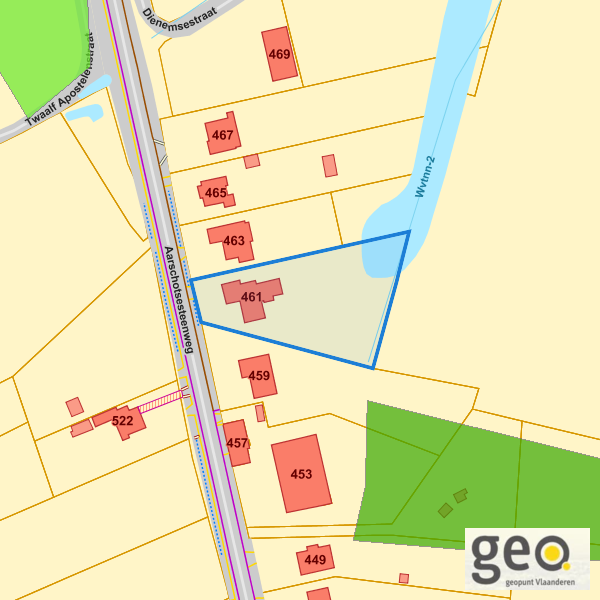 Dienemsestraat
469
Twaalf Apostelenstraat
467
Wvtnn-2
465
463
Aarschotsesteenweg
461
459
522
457
453
449
geo
geopunt Vlaanderen